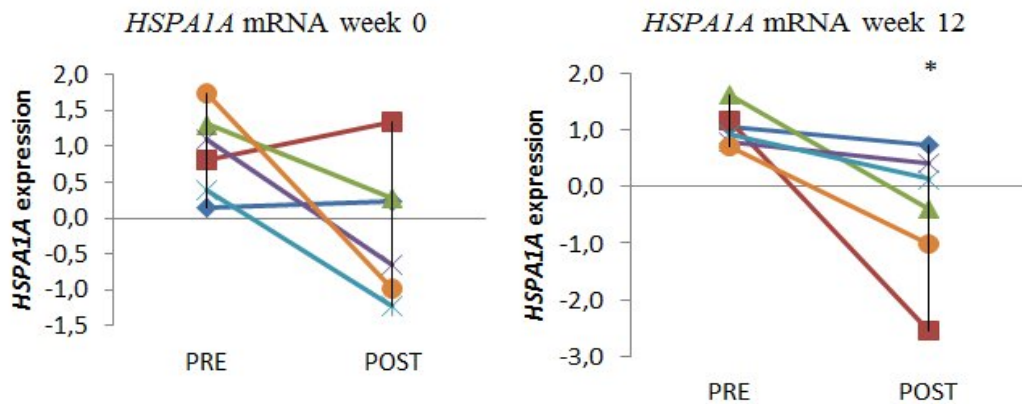 HSPA1A mRNA week 0
HSPA1A expression
2,0
1,5
1,0
0,5
0,0
-0,5
-1,0
-1,5
PRE POST
HSPA1A mRNA week 12
*
HSPA1A expression
2,0
1,0
0,0
-1,0
-2,0
-3,0
PRE POST